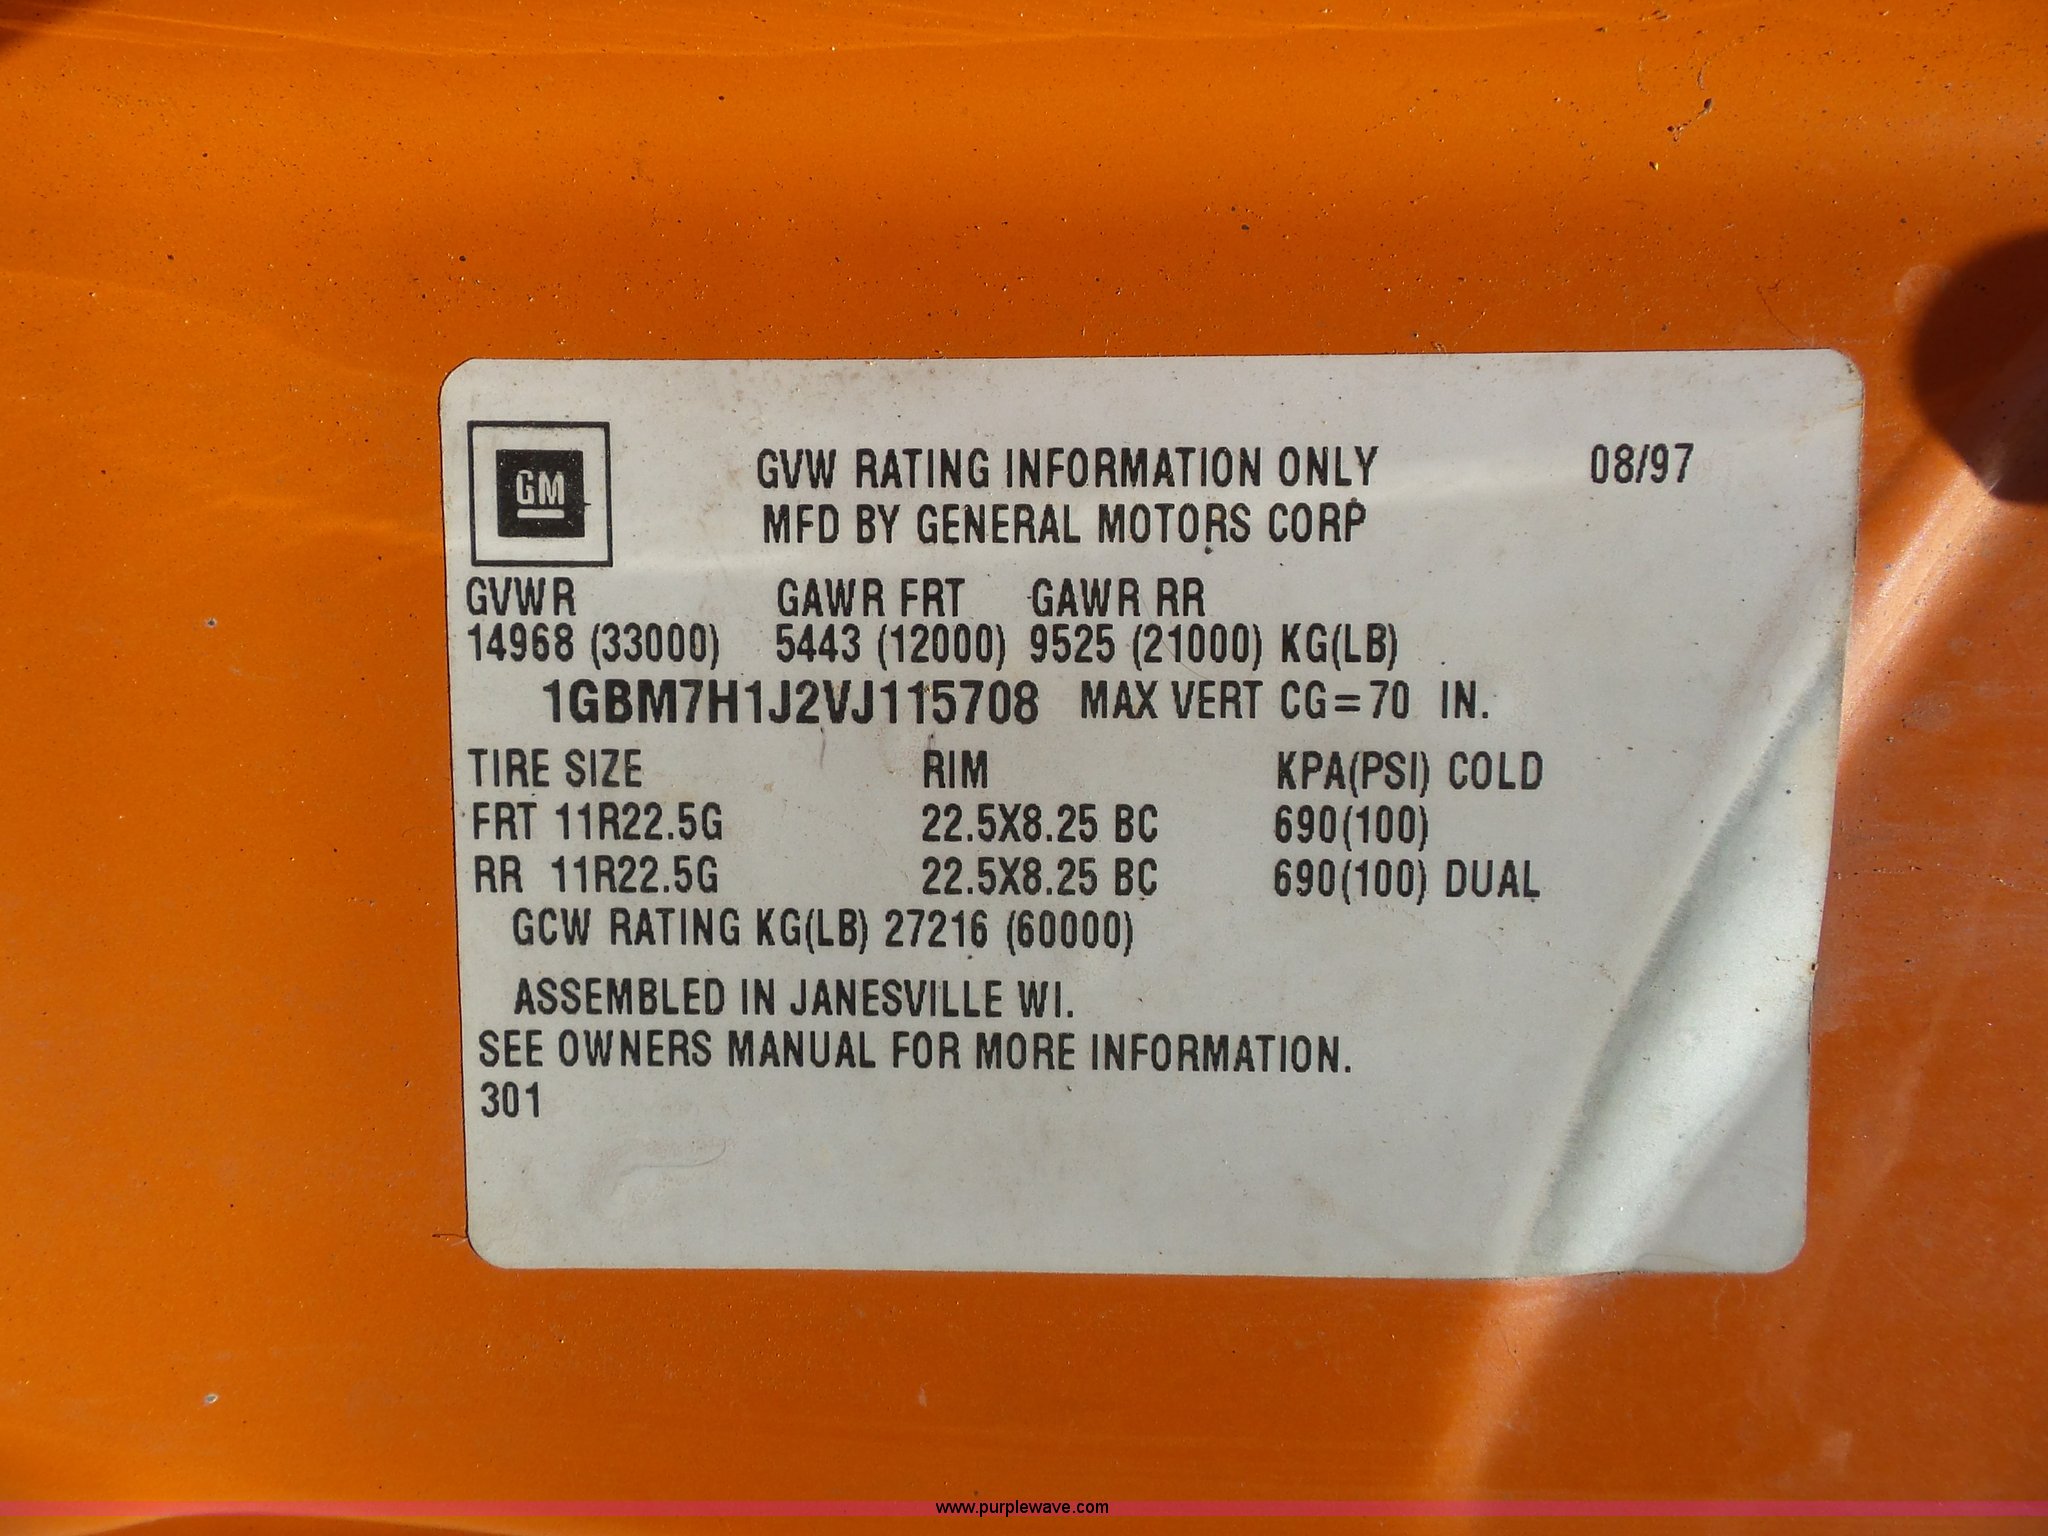 GM
GVW RATING INFORMATION ONLY 08/97
MFD BY GENERAL MOTORS CORP
GVWR GAWR FRT GAWR RR
14968 (33000) 5443 (12000) 9525 (21000) KG(LB)
1GBM7H1J2VJ115708 MAX VERT CG=70 IN.
TIRE SIZE RIM KPA(PSI) COLD
FRT 11R22.5G 22.5X8.25 BC 690(100)
RR 11R22.5G 22.5X8.25 BC 690(100) DUAL
GCW RATING KG(LB) 27216 (60000)
ASSEMBLED IN JANESVILLE WI.
SEE OWNERS MANUAL FOR MORE INFORMATION.
301
www.purplewave.com